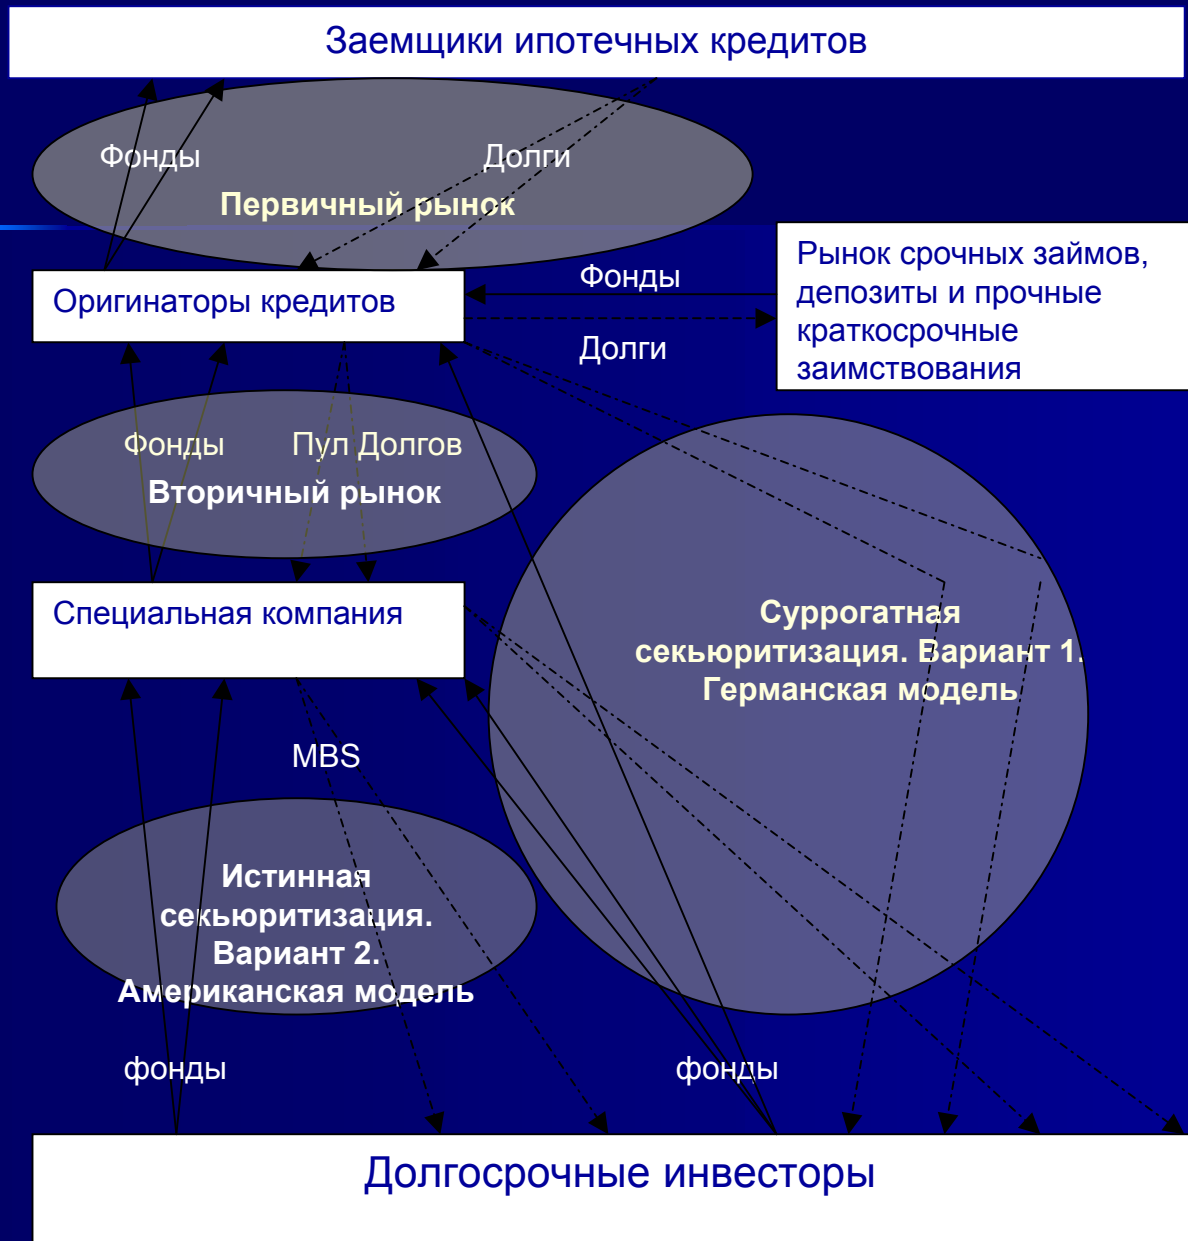 Заемщики ипотечных кредитов
Фонды
Долги
Первичный рынок
Рынок срочных займов,
депозиты и прочные
краткосрочные
заимствования
Фонды
Оригинаторы кредитов
Долги
Фонды
Пул Долгов
Вторичный рынок
Специальная компания
Суррогатная
секьюритизация. Вариант 1.
Германская модель
MBS
Истинная
секьюритизация.
Вариант 2.
Американская модель
фонды
фонды
Долгосрочные инвесторы